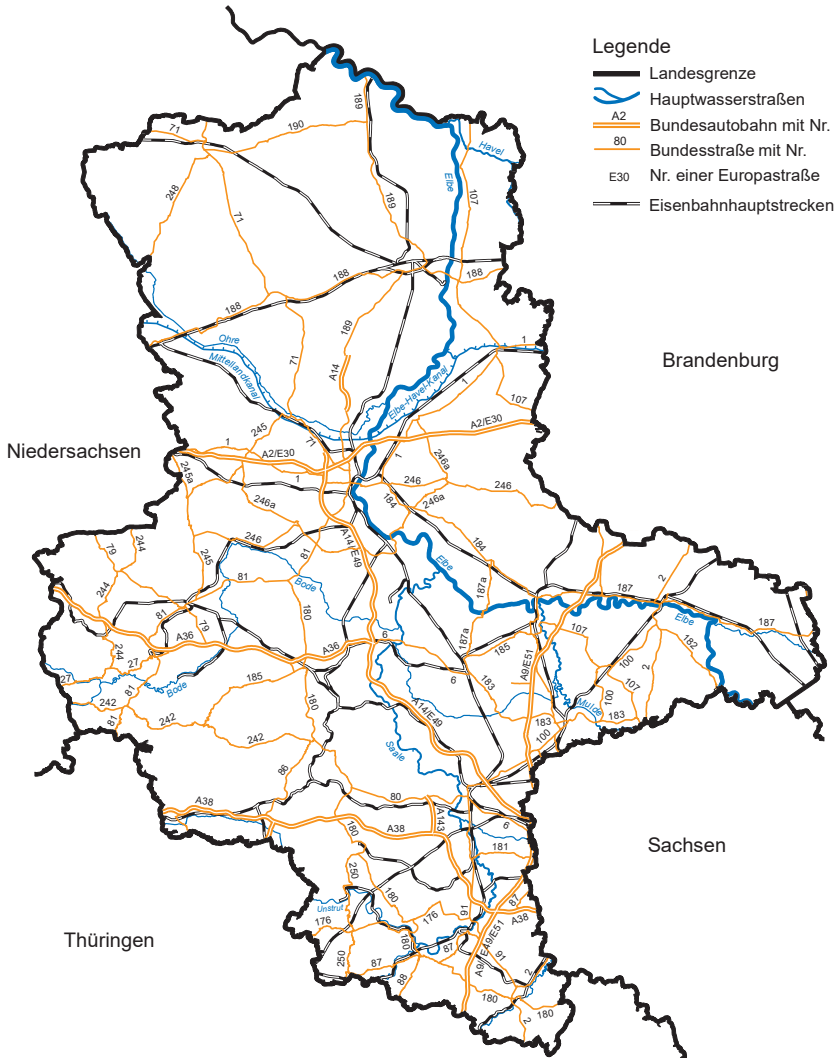 Legende
Landesgrenze
Hauptwasserstraßen
A2
Bundesautobahn mit Nr.
80
Bundesstraße mit Nr.
E30 Nr. einer Europastraße
Eisenbahnhauptstrecken
189
71
190
Havel
248
Elbe
107
71
189
188
188
188
189
Ohre
Mittellandkanal
71
A14
Elbe-Havel-Kanal
1
1
Brandenburg
107
Niedersachsen
1
245
71
A2/E30
A2/E30
1
246a
245a
1
246
246
246a
184
246a
79
244
246
245
81
A14/E49
184
Elbe
244
81
Bode
180
187a
187
2
81
79
A36
A36
6
187a
107
Elbe
187
182
244
27
27
Bode
185
6
183
185
A9/E51
100
2
107
100
242
81
81
242
180
242
A14/E49
Mulde
183
183
100
Saale
86
80
A38
A143
A38
6
180
181
Sachsen
250
180
Unstrut
176
176
91
87
A38
Thüringen
180
87
A9/E49/E51
91
250
87
88
2
180
180
2